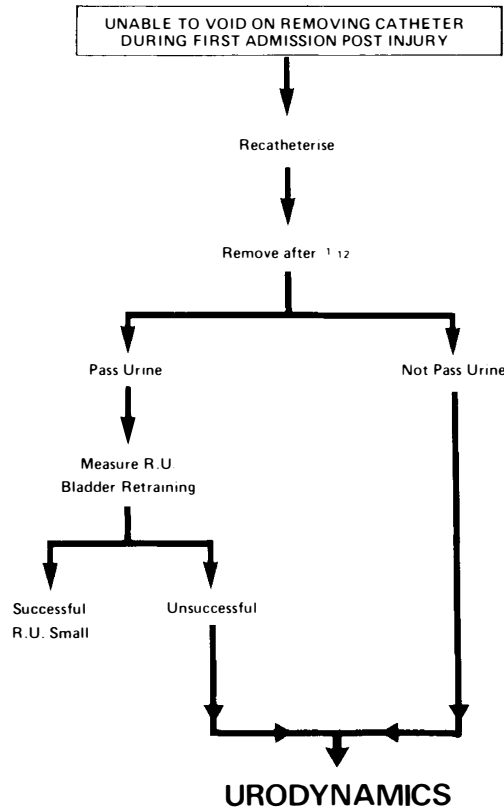 UNABLE TO VOID ON REMOVING CATHETER
DURING FIRST ADMISSION POST INJURY
Recatheterise
Remove after 1 12
Pass Urine
Not Pass Urine
Measure R.U.
Bladder Retraining
Successful
R.U. Small
Unsuccessful
URODYNAMICS